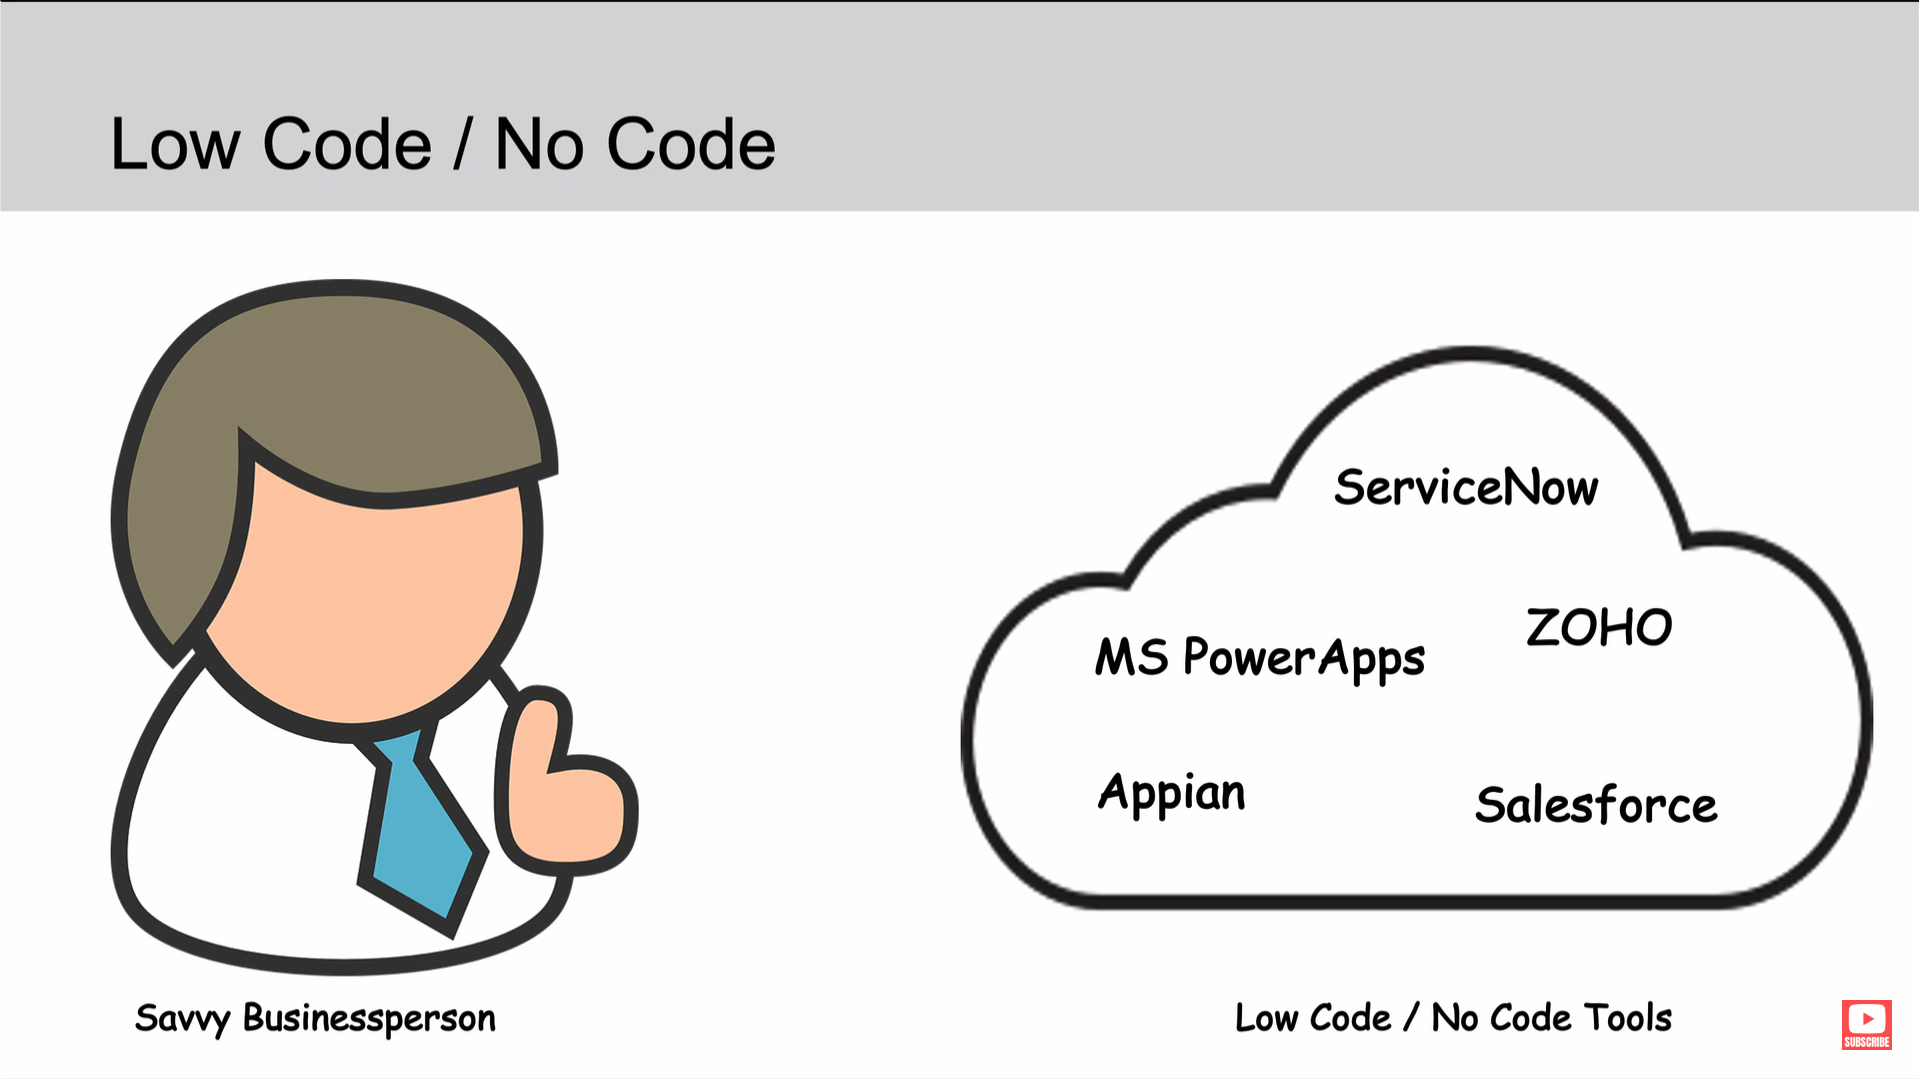 Low Code / No Code
ServiceNow
ZOHO
MS PowerApps
Appian
Salesforce
Savvy Businessperson
Low Code / No Code Tools
SUBSCRIBE